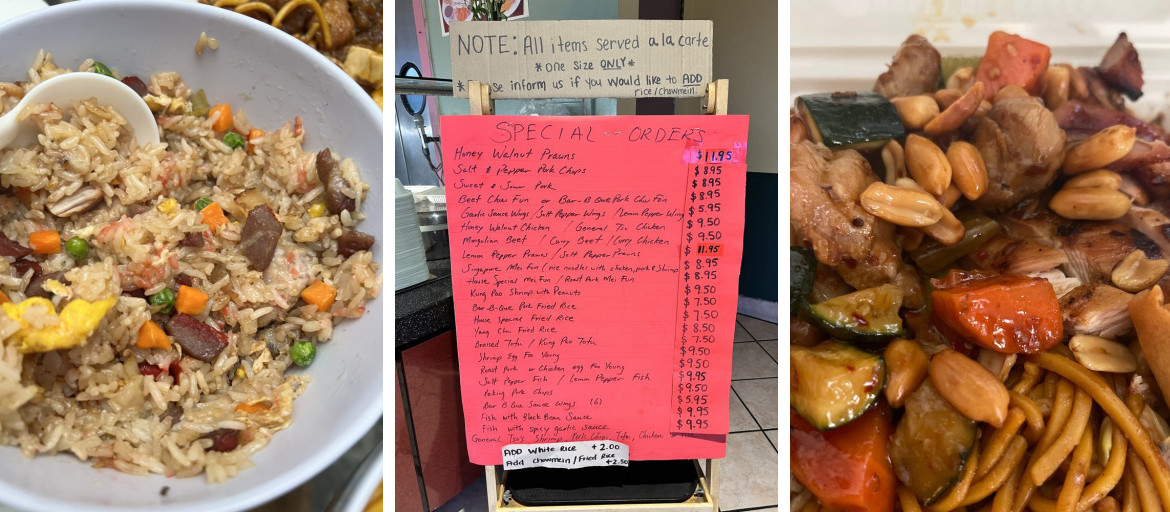 NOTE: All items served a la carte
*one size ONLY*
* se inform us if you would like to ADD
rice/chowmein.
SPECIAL ORDERS
Honey Walnut Prawns $11.95
Salt & Pepper Pork Chops $8.95
Sweet & Sour Pork $8.95
Beef Chow Fun or Bar-B Que Pork Chow Fun $8.95
Garlic Sauce Wings / Salt Pepper Wings / Lemon Pepper Wing $5.95
Honey Walnut Chicken / General Tso Chicken $9.50
Mongolian Beef / Curry Beef / Curry Chicken $9.50
Lemon Pepper Prawns / Salt Pepper Prawns $11.95
Singapore Mei Fun (rice noodles with chicken, pork & Shrimp $8.95
House Special Mei Fun / Roast Pork Mei Fun $8.95
Kung Pao Shrimp with Peanuts $9.50
Bar-B-Que Pork Fried Rice $7.50
House Special Fried Rice $7.50
Yang Chu Fried Rice $8.50
Braised Tofu / Kung Pao Tofu $7.50
Shrimp Egg Foo Young $9.50
Roast Pork or Chicken egg Foo Young $9.50
Salt Pepper Fish / Lemon Pepper Fish $9.95
Peking Pork Chops $9.50
Bar B Que Sauce Wings (6) $5.95
Fish with Black Bean Sauce $9.95
Fish with spicy garlic sauce $9.95
General Tso's Shrimp, Pork Chop, Tofu, Chicken
ADD White Rice +2.00
Add Chowmein/Fried Rice +2.50